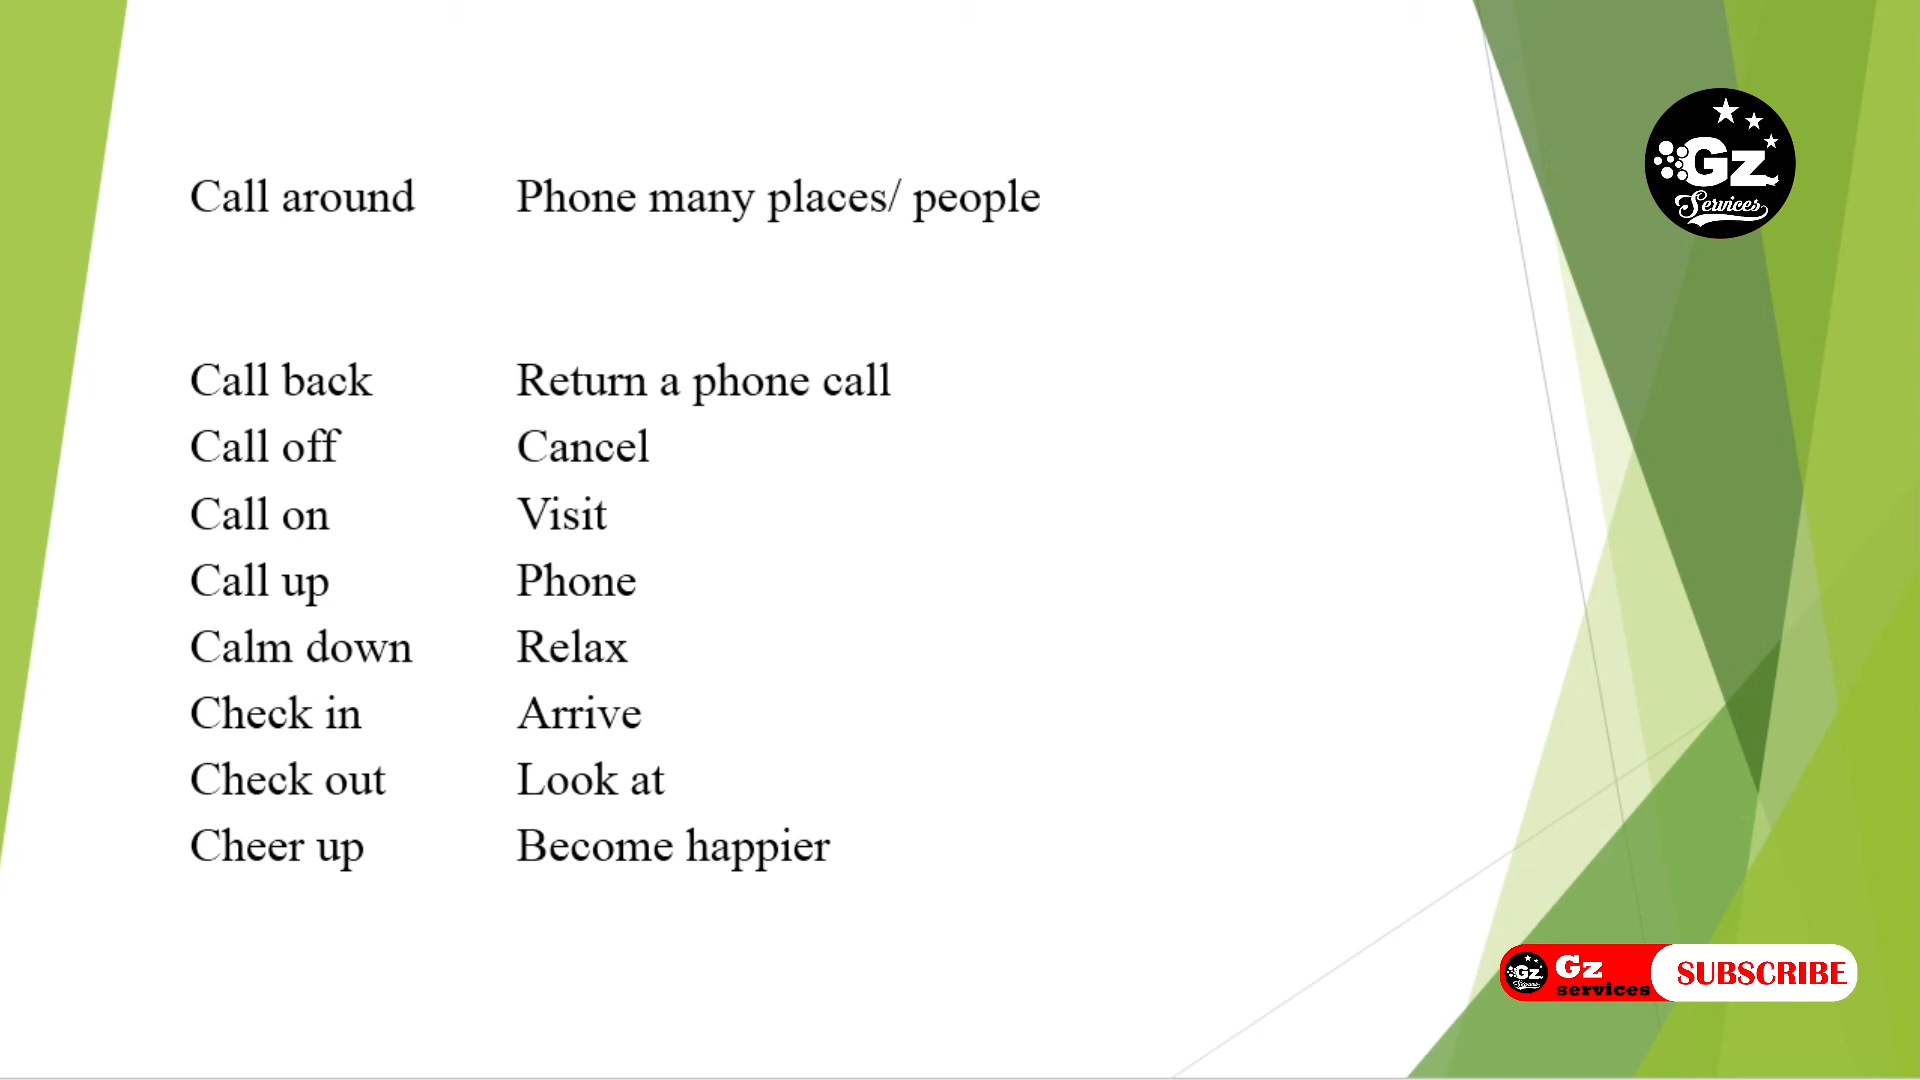 Call around Phone many places/ people
Call back Return a phone call
Call off Cancel
Call on Visit
Call up Phone
Calm down Relax
Check in Arrive
Check out Look at
Cheer up Become happier
Gz
Services
Gz
services
SUBSCRIBE